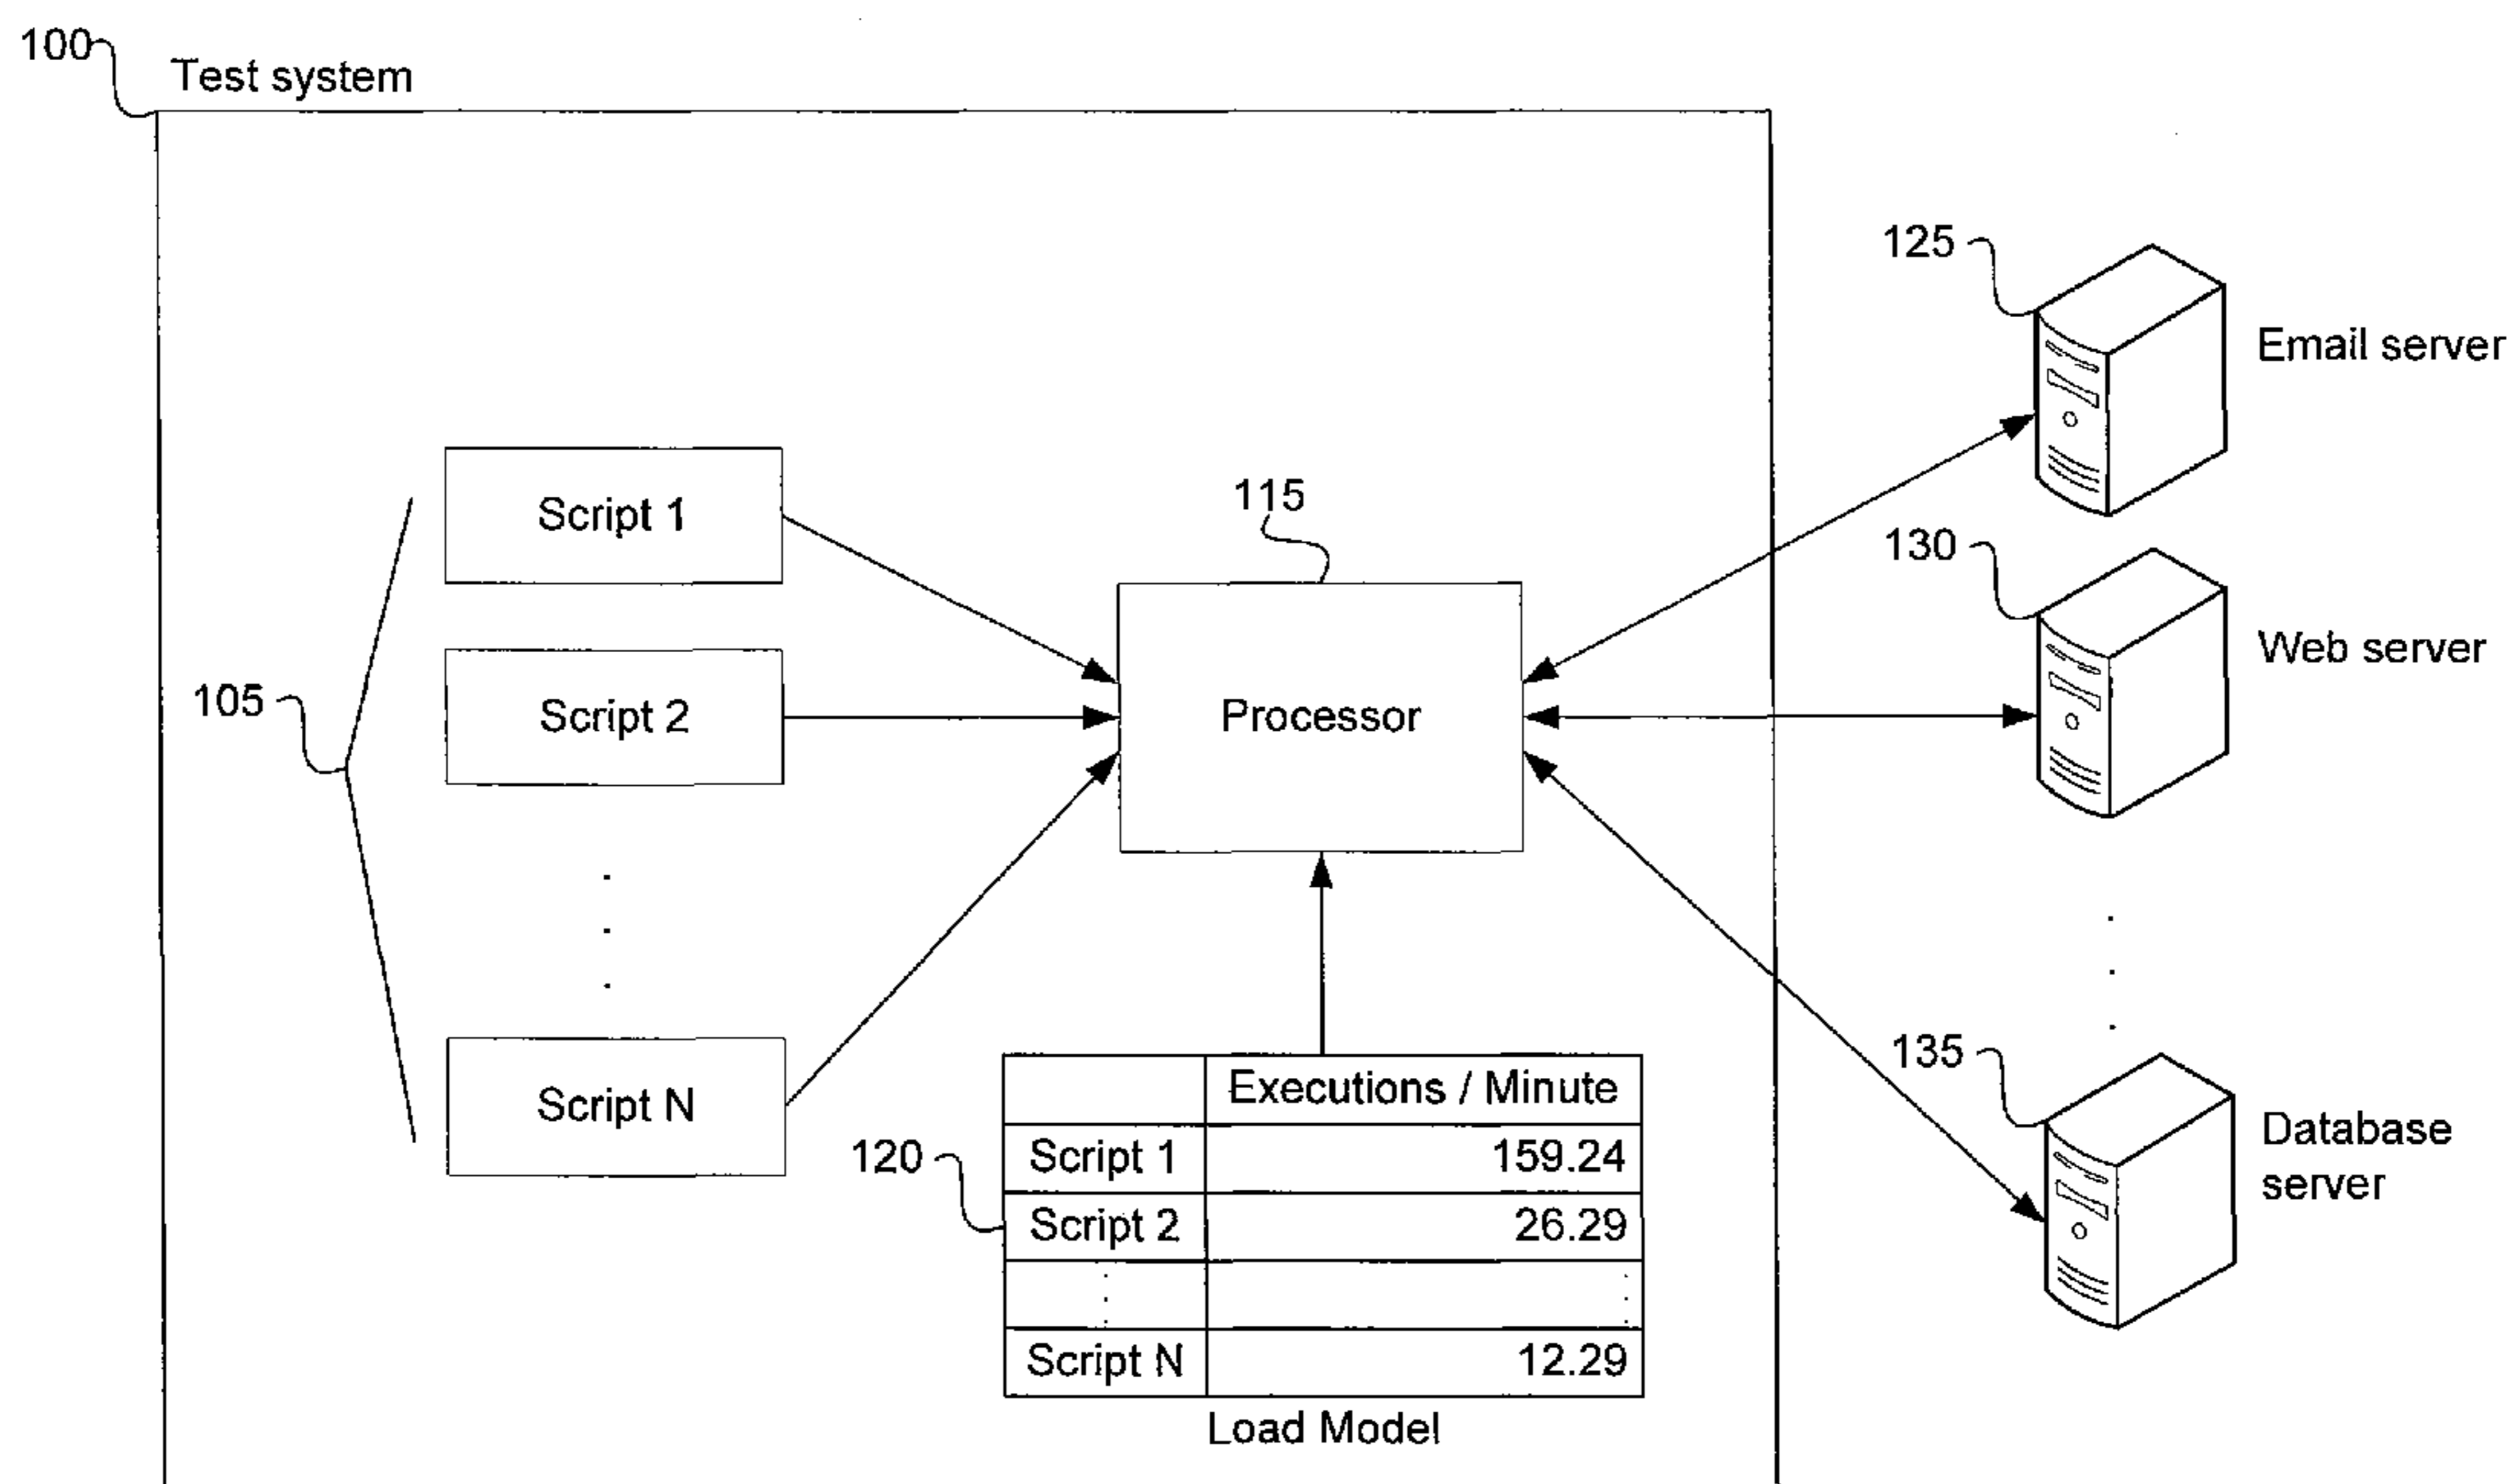 100
Test system
125
Email server
Script 1
115
130
Web server
105
Script 2
Processor
135
Database
server
Script N
Executions / Minute
120
Script 1 159.24
Script 2 26.29
Script N 12.29
Load Model